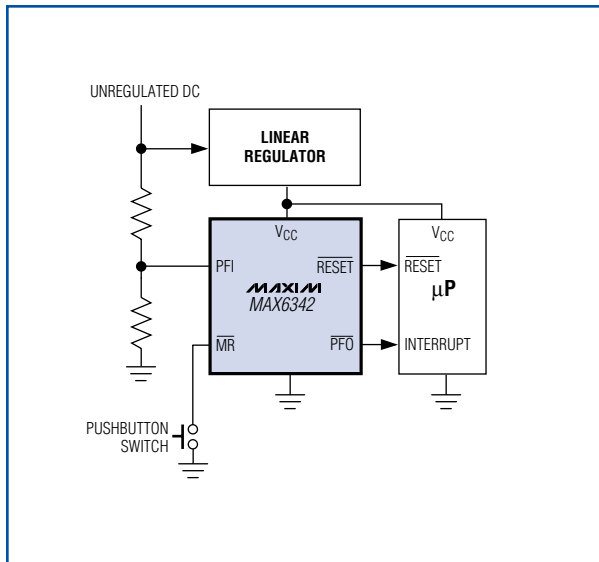 UNREGULATED DC
LINEAR
REGULATOR
VCC
VCC
PFI
RESET
RESET
MAXIM
MAX6342
µP
MR
PFO
INTERRUPT
PUSHBUTTON
SWITCH